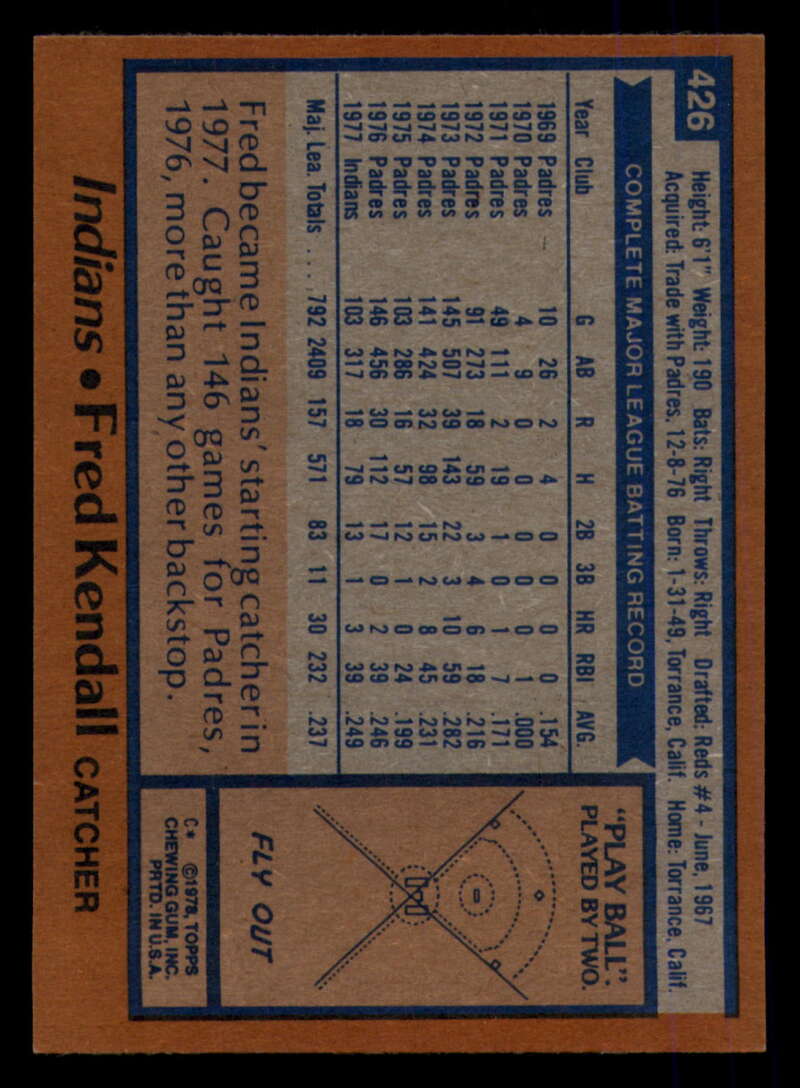 426
Height: 6'1" Weight: 190 Bats: Right Throws: Right Drafted: Reds #4 - June, 1967
Acquired: Trade with Padres, 12-8-76 Born: 1-31-49, Torrance, Calif. Home: Torrance, Calif.
COMPLETE MAJOR LEAGUE BATTING RECORD
Year Club G AB R H 2B 3B HR RBI AVG.
1969 Padres 10 26 2 4 0 0 0 0 .154
1970 Padres 4 9 0 0 0 0 0 1 .000
1971 Padres 49 111 2 19 1 0 1 7 .171
1972 Padres 91 273 18 59 3 4 6 18 .216
1973 Padres 145 507 39 143 22 3 10 59 .282
1974 Padres 141 424 32 98 15 2 8 45 .231
1975 Padres 103 286 16 57 12 1 0 24 .199
1976 Padres 146 456 30 112 17 0 2 39 .246
1977 Indians 103 317 18 79 13 1 3 39 .249
Maj. Lea. Totals . . . . 792 2409 157 571 83 11 30 232 .237
Fred became Indians' starting catcher in
1977. Caught 146 games for Padres,
1976, more than any other backstop.
"PLAY BALL":
PLAYED BY TWO.
FLY OUT
C* ©1978, TOPPS
CHEWING GUM, INC.
PRTD. IN U.S.A.
Indians • Fred Kendall CATCHER